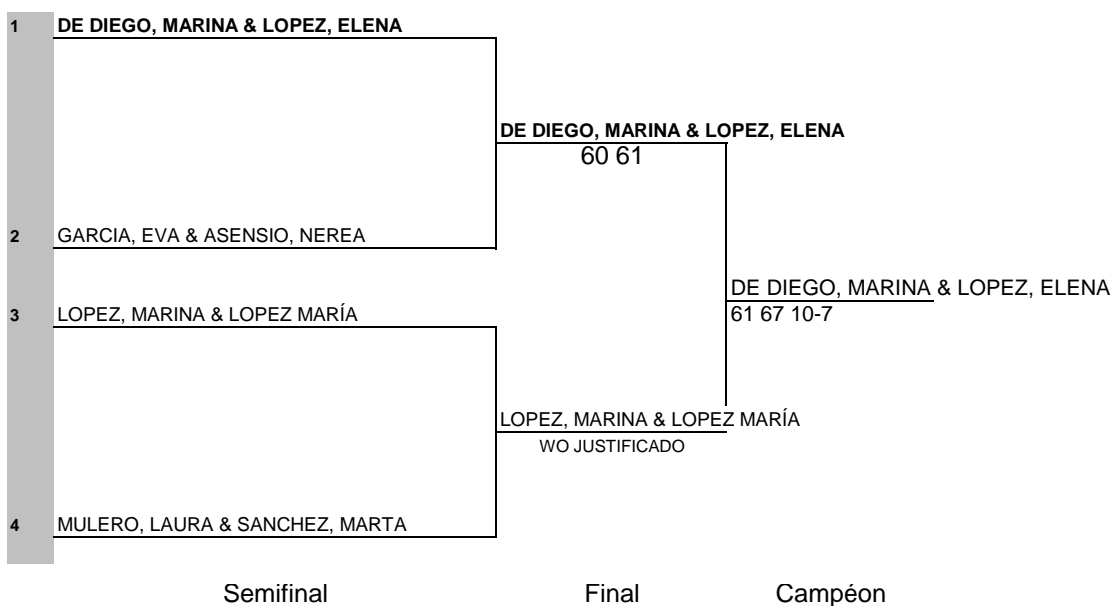 1 DE DIEGO, MARINA & LOPEZ, ELENA
DE DIEGO, MARINA & LOPEZ, ELENA
60 61
2 GARCIA, EVA & ASENSIO, NEREA
DE DIEGO, MARINA & LOPEZ, ELENA
61 67 10-7
3 LOPEZ, MARINA & LOPEZ MARÍA
LOPEZ, MARINA & LOPEZ MARÍA
WO JUSTIFICADO
4 MULERO, LAURA & SANCHEZ, MARTA
Semifinal Final Campéon